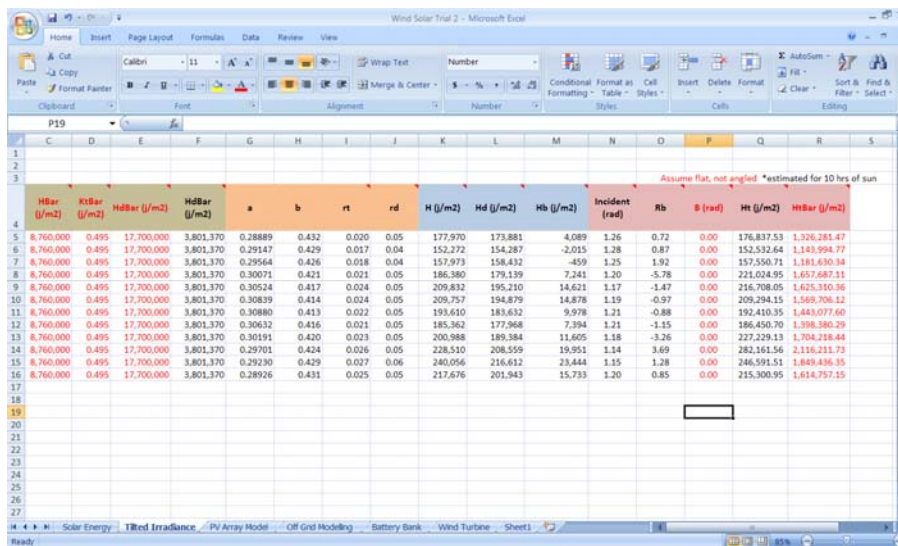 Wind Solar Trial 2 - Microsoft Excel
Home Insert Page Layout Formulas Data Review View
Cut Calibri 11 A A Wrap Text Number AutoSum
Copy Fill
Paste Format Painter B I U A Merge & Center $ % , Conditional Formatting Format as Table Cell Styles Insert Delete Format Clear Sort & Filter Find & Select
Clipboard Font Alignment Number Styles Cells Editing
P19 fx
C D E F G H I J K L M N O P Q R S
1
2
3 Assume flat, not angled *estimated for 10 hrs of sun
4 HBar (j/m2) KtBar (j/m2) HdBar (j/m2) HdBar (j/m2) a b rt rd H (j/m2) Hd (j/m2) Hb (j/m2) Incident (rad) Rb B (rad) Ht (j/m2) HtBar (j/m2)
5 8,760,000 0.495 17,700,000 3,801,370 0.28889 0.432 0.020 0.05 177,970 173,881 4,089 1.26 0.72 0.00 176,837.53 1,326,281.47
6 8,760,000 0.495 17,700,000 3,801,370 0.29147 0.429 0.017 0.04 152,272 154,287 -2,015 1.28 0.87 0.00 152,532.64 1,143,994.77
7 8,760,000 0.495 17,700,000 3,801,370 0.29564 0.426 0.018 0.04 157,973 158,432 -459 1.25 1.92 0.00 157,550.71 1,181,630.34
8 8,760,000 0.495 17,700,000 3,801,370 0.30071 0.421 0.021 0.05 186,380 179,139 7,241 1.20 -5.78 0.00 221,024.95 1,657,687.11
9 8,760,000 0.495 17,700,000 3,801,370 0.30524 0.417 0.024 0.05 209,832 195,210 14,621 1.17 -1.47 0.00 216,708.05 1,625,310.36
10 8,760,000 0.495 17,700,000 3,801,370 0.30839 0.414 0.024 0.05 209,757 194,879 14,878 1.19 -0.97 0.00 209,294.15 1,569,706.12
11 8,760,000 0.495 17,700,000 3,801,370 0.30880 0.413 0.022 0.05 193,610 183,632 9,978 1.21 -0.88 0.00 192,410.35 1,443,077.60
12 8,760,000 0.495 17,700,000 3,801,370 0.30632 0.416 0.021 0.05 185,362 177,968 7,394 1.21 -1.15 0.00 186,450.70 1,398,380.29
13 8,760,000 0.495 17,700,000 3,801,370 0.30191 0.420 0.023 0.05 200,988 189,384 11,605 1.18 -3.26 0.00 227,229.13 1,704,218.44
14 8,760,000 0.495 17,700,000 3,801,370 0.29701 0.424 0.026 0.05 228,510 208,559 19,951 1.14 3.69 0.00 282,161.56 2,116,211.73
15 8,760,000 0.495 17,700,000 3,801,370 0.29230 0.429 0.027 0.06 240,056 216,612 23,444 1.15 1.28 0.00 246,591.51 1,849,436.35
16 8,760,000 0.495 17,700,000 3,801,370 0.28926 0.431 0.025 0.05 217,676 201,943 15,733 1.20 0.85 0.00 215,300.95 1,614,757.15
17
18
19
20
21
22
23
24
25
26
27
Solar Energy Tilted Irradiance PV Array Model Off Grid Modeling Battery Bank Wind Turbine Sheet1
Ready 85%